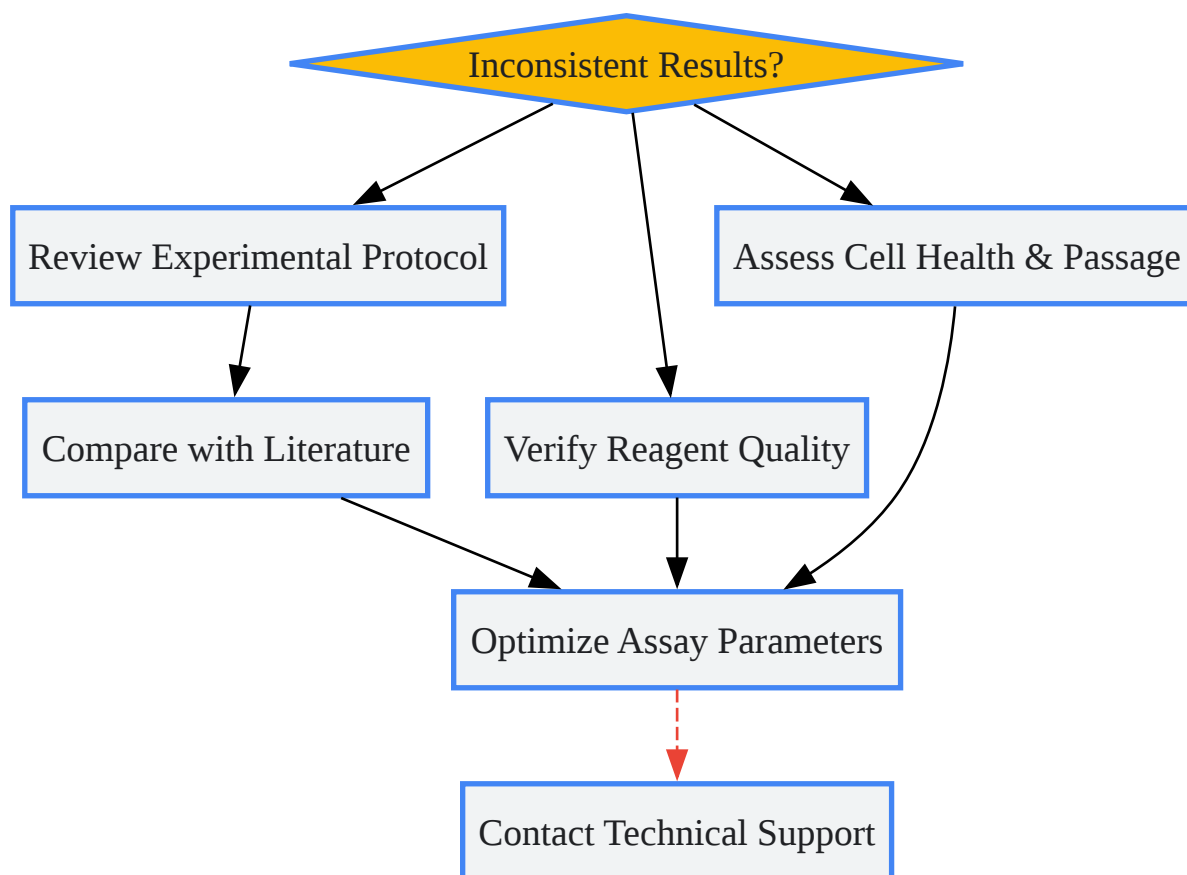 Inconsistent Results?
Review Experimental Protocol
Assess Cell Health & Passage
Compare with Literature
Verify Reagent Quality
Optimize Assay Parameters
Contact Technical Support